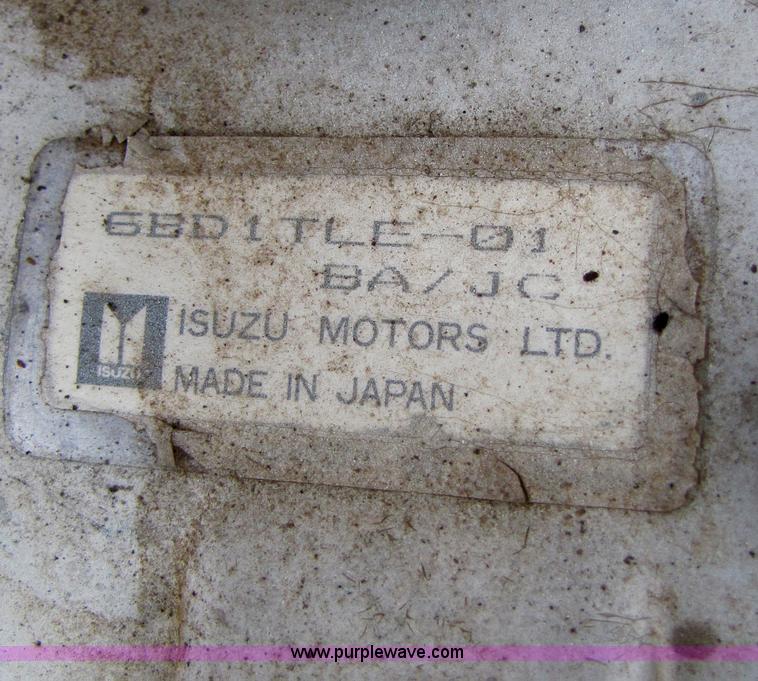 6BD1TLE-01
BA/JC
ISUZU MOTORS LTD.
ISUZU
MADE IN JAPAN
www.purplewave.com